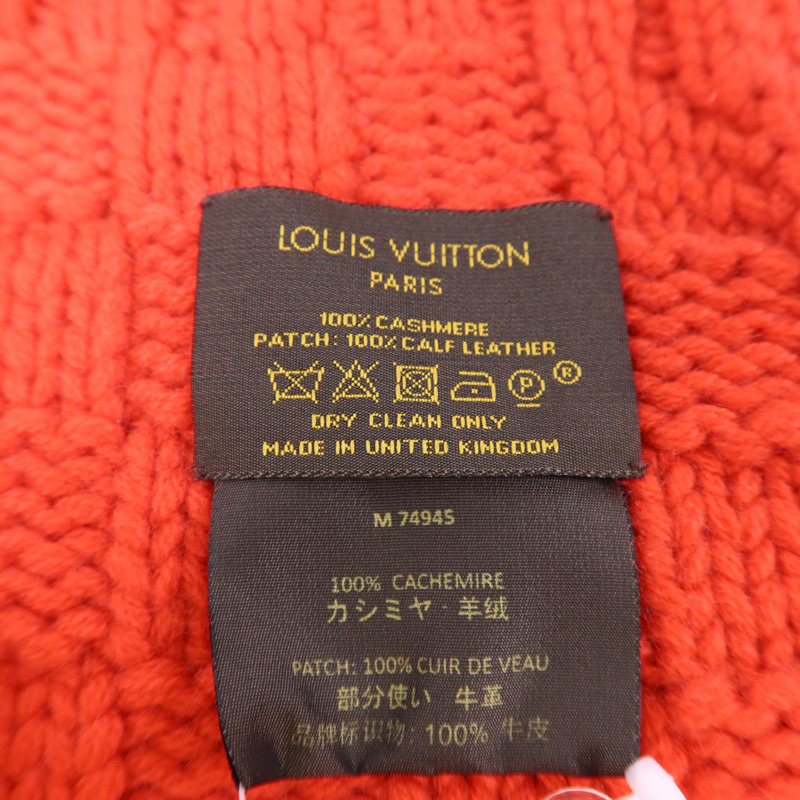 LOUIS VUITTON
PARIS
100% CASHMERE
PATCH: 100% CALF LEATHER
P ®
DRY CLEAN ONLY
MADE IN UNITED KINGDOM
M 74945
100% CACHEMIRE
カシミヤ · 羊绒
PATCH: 100% CUIR DE VEAU
部分使い 牛革
品牌标识物: 100% 牛皮